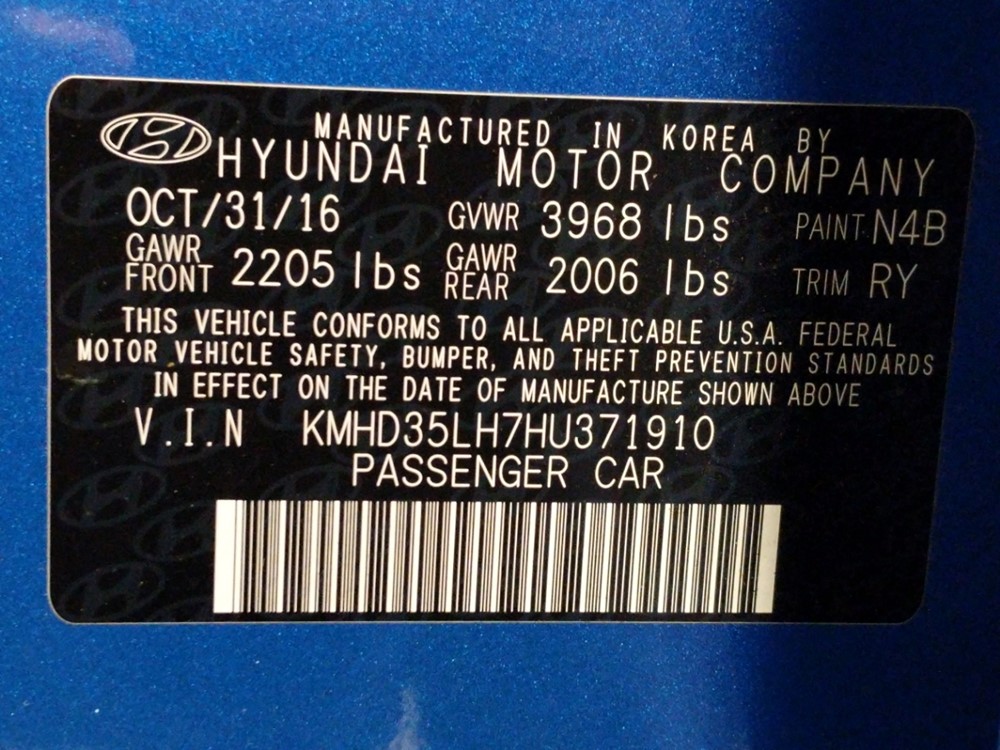 MANUFACTURED IN KOREA BY
HYUNDAI MOTOR COMPANY
OCT/31/16 GVWR 3968 lbs PAINT N4B
GAWR FRONT 2205 lbs GAWR REAR 2006 lbs TRIM RY
THIS VEHICLE CONFORMS TO ALL APPLICABLE U.S.A. FEDERAL
MOTOR VEHICLE SAFETY, BUMPER, AND THEFT PREVENTION STANDARDS
IN EFFECT ON THE DATE OF MANUFACTURE SHOWN ABOVE
V.I.N KMHD35LH7HU371910
PASSENGER CAR